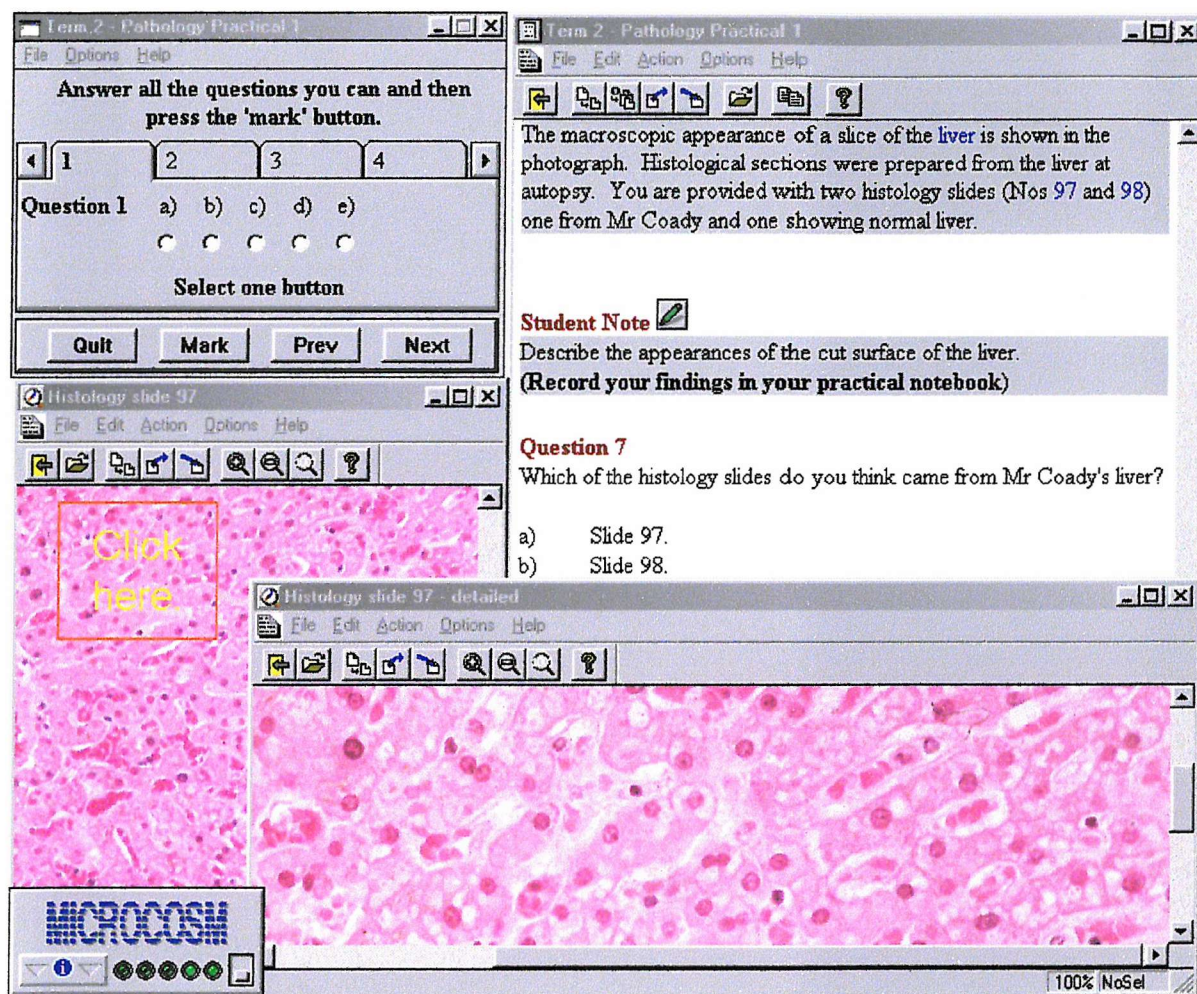 Term 2 - Pathology Practical 1
File Options Help
Answer all the questions you can and then
press the 'mark' button.
1 2 3 4
Question 1 a) b) c) d) e)
Select one button
Quit Mark Prev Next
Term 2 - Pathology Practical 1
File Edit Action Options Help
The macroscopic appearance of a slice of the liver is shown in the
photograph. Histological sections were prepared from the liver at
autopsy. You are provided with two histology slides (Nos 97 and 98)
one from Mr Coady and one showing normal liver.
Student Note
Describe the appearances of the cut surface of the liver.
(Record your findings in your practical notebook)
Question 7
Which of the histology slides do you think came from Mr Coady's liver?
a) Slide 97.
b) Slide 98.
Histology slide 97
File Edit Action Options Help
Click
here.
Histology slide 97 - detailed
File Edit Action Options Help
MICROCOSM
100% NoSel